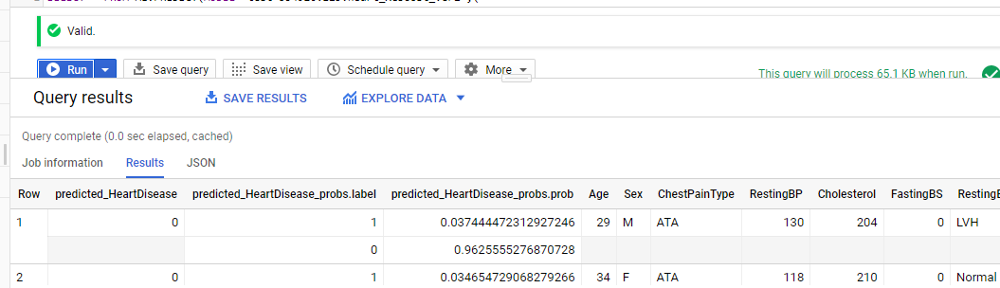 Valid.
Run Save query Save view Schedule query More This query will process 65.1 KB when run.
Query results SAVE RESULTS EXPLORE DATA
Query complete (0.0 sec elapsed, cached)
Job information Results JSON
Row predicted_HeartDisease predicted_HeartDisease_probs.label predicted_HeartDisease_probs.prob Age Sex ChestPainType RestingBP Cholesterol FastingBS
1 0 1 0.037444472312927246 29 M ATA 130 204 0 LVH
0 0.9625555276870728
2 0 1 0.034654729068279266 34 F ATA 118 210 0 Normal